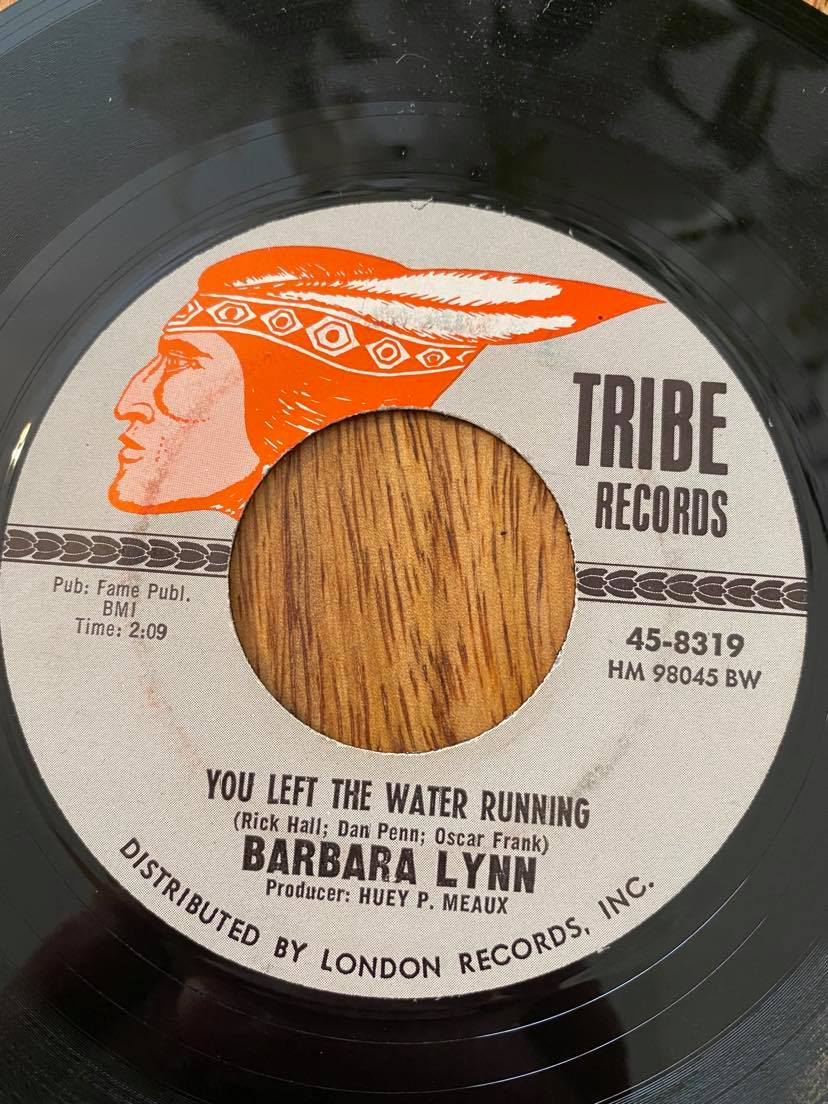 TRIBE
RECORDS
Pub: Fame Publ.
BMI
Time: 2:09
45-8319
HM 98045 BW
YOU LEFT THE WATER RUNNING
(Rick Hall; Dan Penn; Oscar Frank)
BARBARA LYNN
Producer: HUEY P. MEAUX
DISTRIBUTED BY LONDON RECORDS, INC.